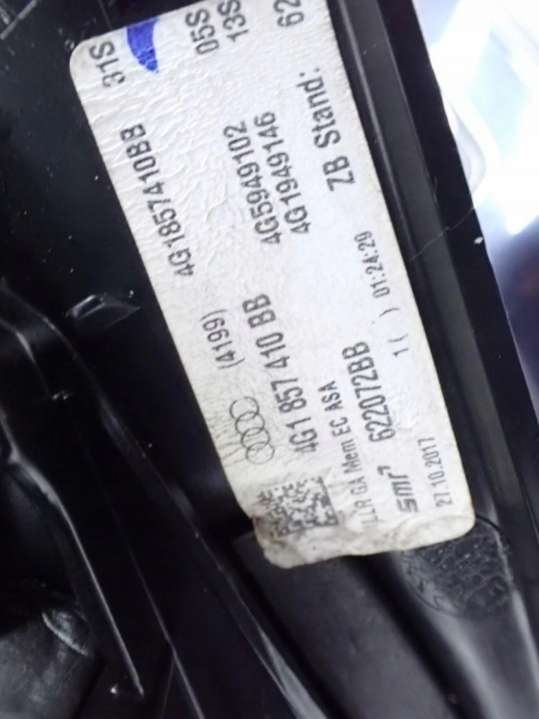 31S
05S
13S
62
4G1857410BB
4G5949102
4G1949146
ZB Stand:
(4199)
4G1 857 410 BB
LLR GA Mem EC ASA
622072BB
1 ( ) 01:24:29
smr
27.10.2017